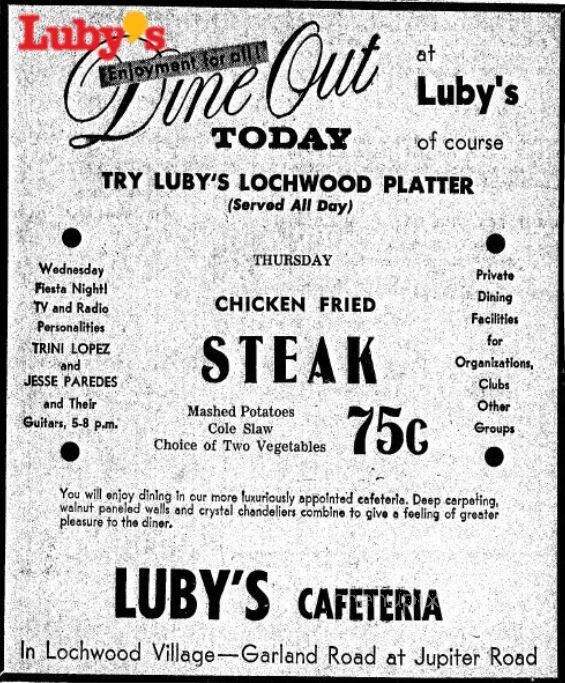 Luby's
"Enjoyment for all!"
Dine Out
TODAY
at
Luby's
of course
TRY LUBY'S LOCHWOOD PLATTER
(Served All Day)
Wednesday
Fiesta Night!
TV and Radio
Personalities
TRINI LOPEZ
and
JESSE PAREDES
and Their
Guitars, 5-8 p.m.
THURSDAY
CHICKEN FRIED
STEAK
Mashed Potatoes
Cole Slaw
Choice of Two Vegetables
75c
Private
Dining
Facilities
for
Organizations,
Clubs
Other
Groups
You will enjoy dining in our more luxuriously appointed cafeteria. Deep carpeting,
walnut paneled walls and crystal chandeliers combine to give a feeling of greater
pleasure to the diner.
LUBY'S CAFETERIA
In Lochwood Village—Garland Road at Jupiter Road